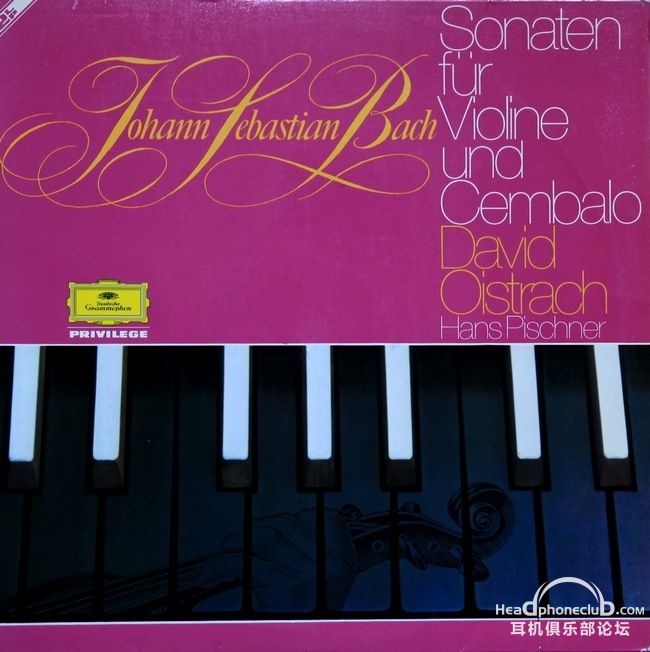 Johann Sebastian Bach
Sonaten
für
Violine
und
Cembalo
David
Oistrach
Hans Pischner
Deutsche
Grammophon
PRIVILEGE
HeadphonecluD.com
耳机俱乐部论坛